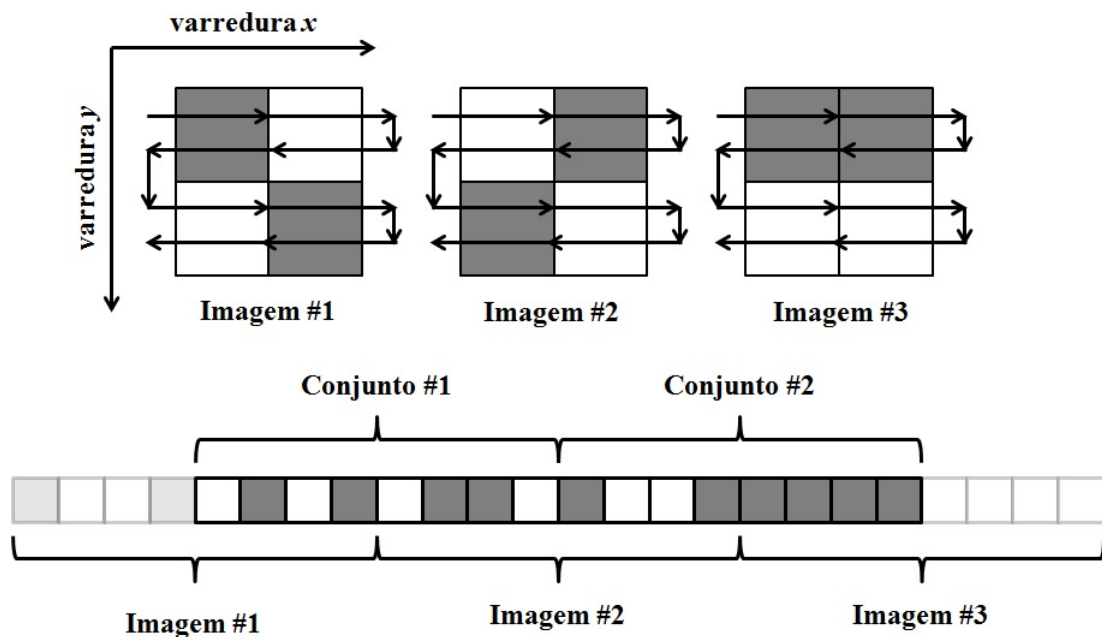 varredura x
varredura y
Imagem #1
Imagem #2
Imagem #3
Conjunto #1
Conjunto #2
Imagem #1
Imagem #2
Imagem #3